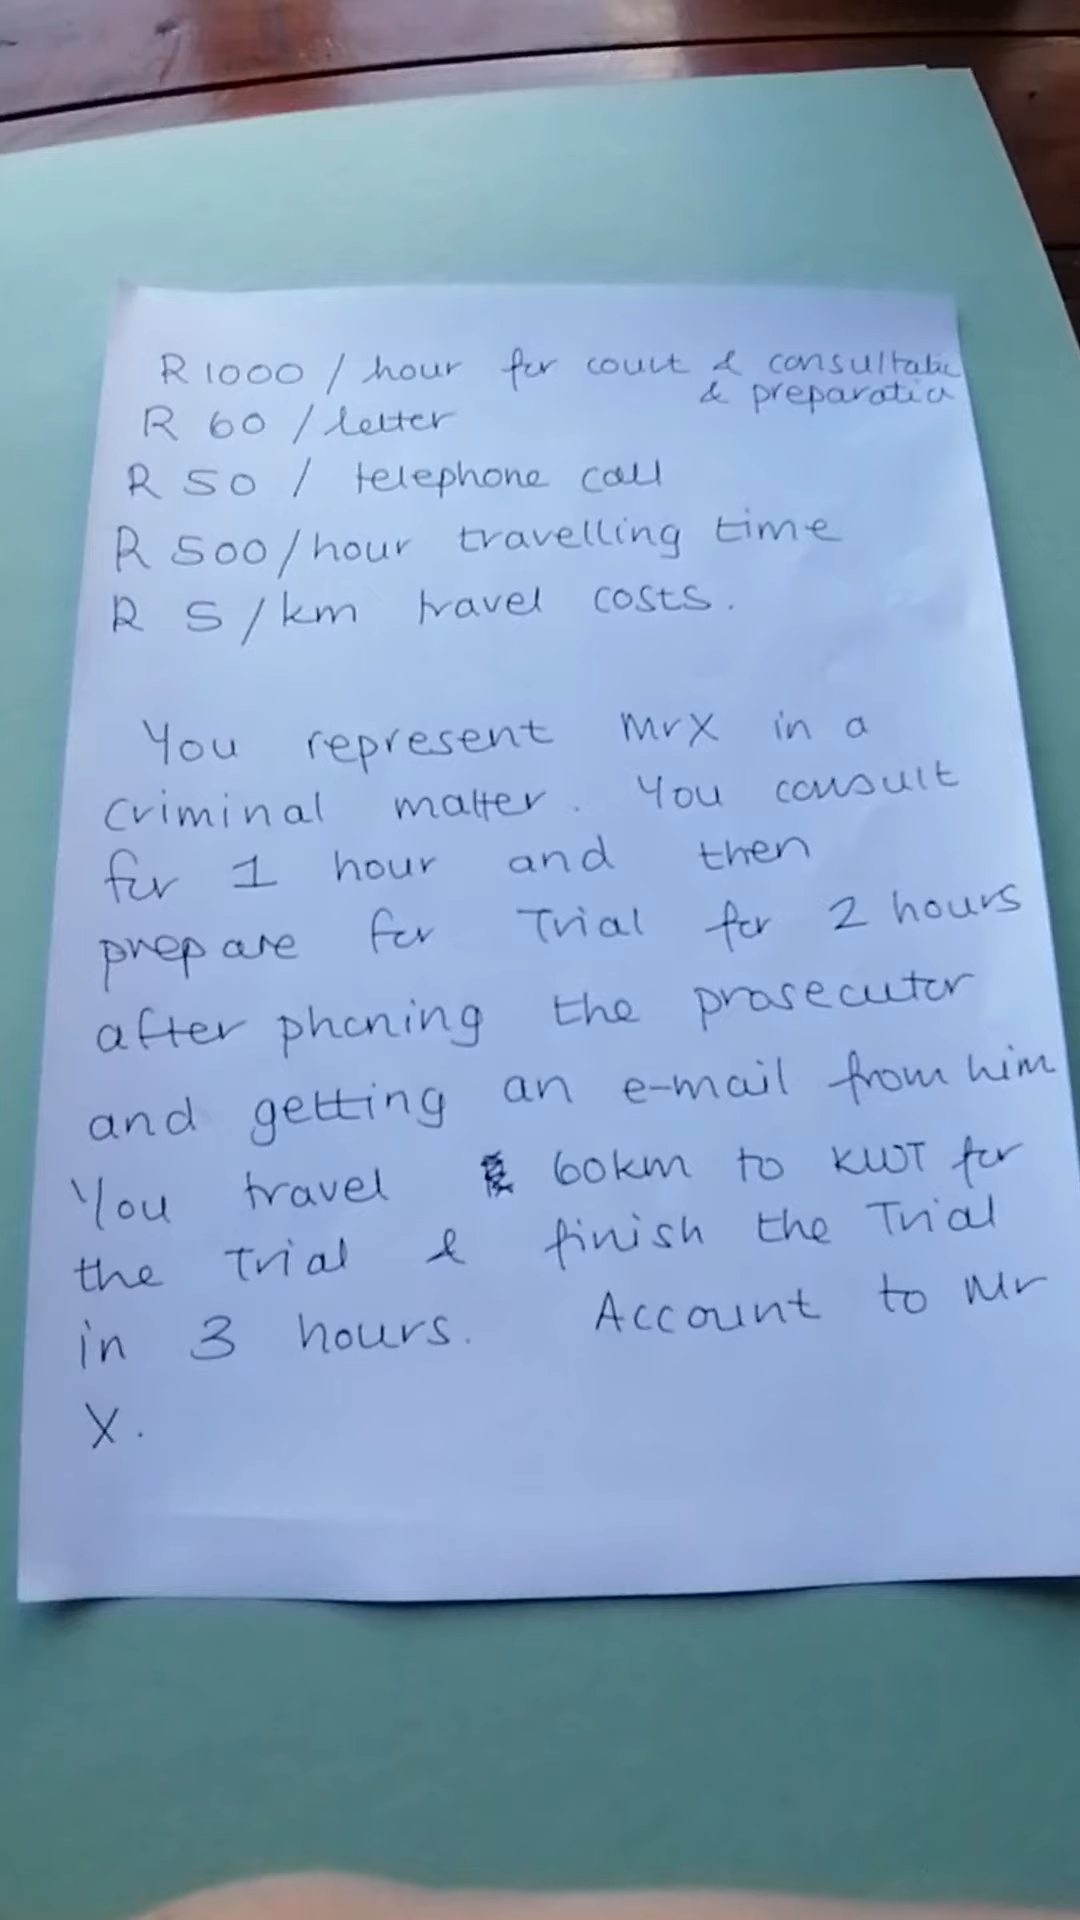 R 1000 / hour for court & consultatio
& preparation
R 60 / letter
R 50 / telephone call
R 500/hour travelling time
R 5/km travel costs.
You represent Mr X in a
criminal matter. You consult
for 1 hour and then
prepare for Trial for 2 hours
after phoning the prosecutor
and getting an e-mail from him
You travel 60km to KWT for
the Trial & finish the Trial
in 3 hours. Account to Mr
X.